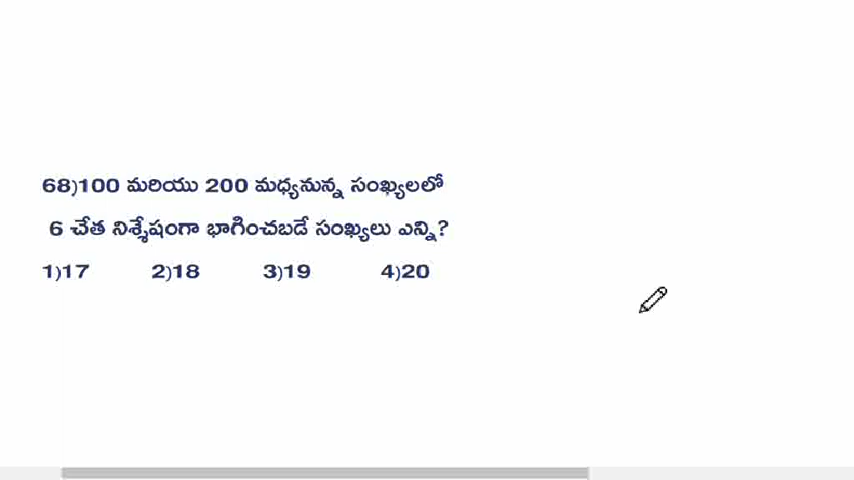 68)100 మరియు 200 మధ్యనున్న సంఖ్యలలో
6 చేత నిశ్శేషంగా భాగించబడే సంఖ్యలు ఎన్ని?
1)17 2)18 3)19 4)20